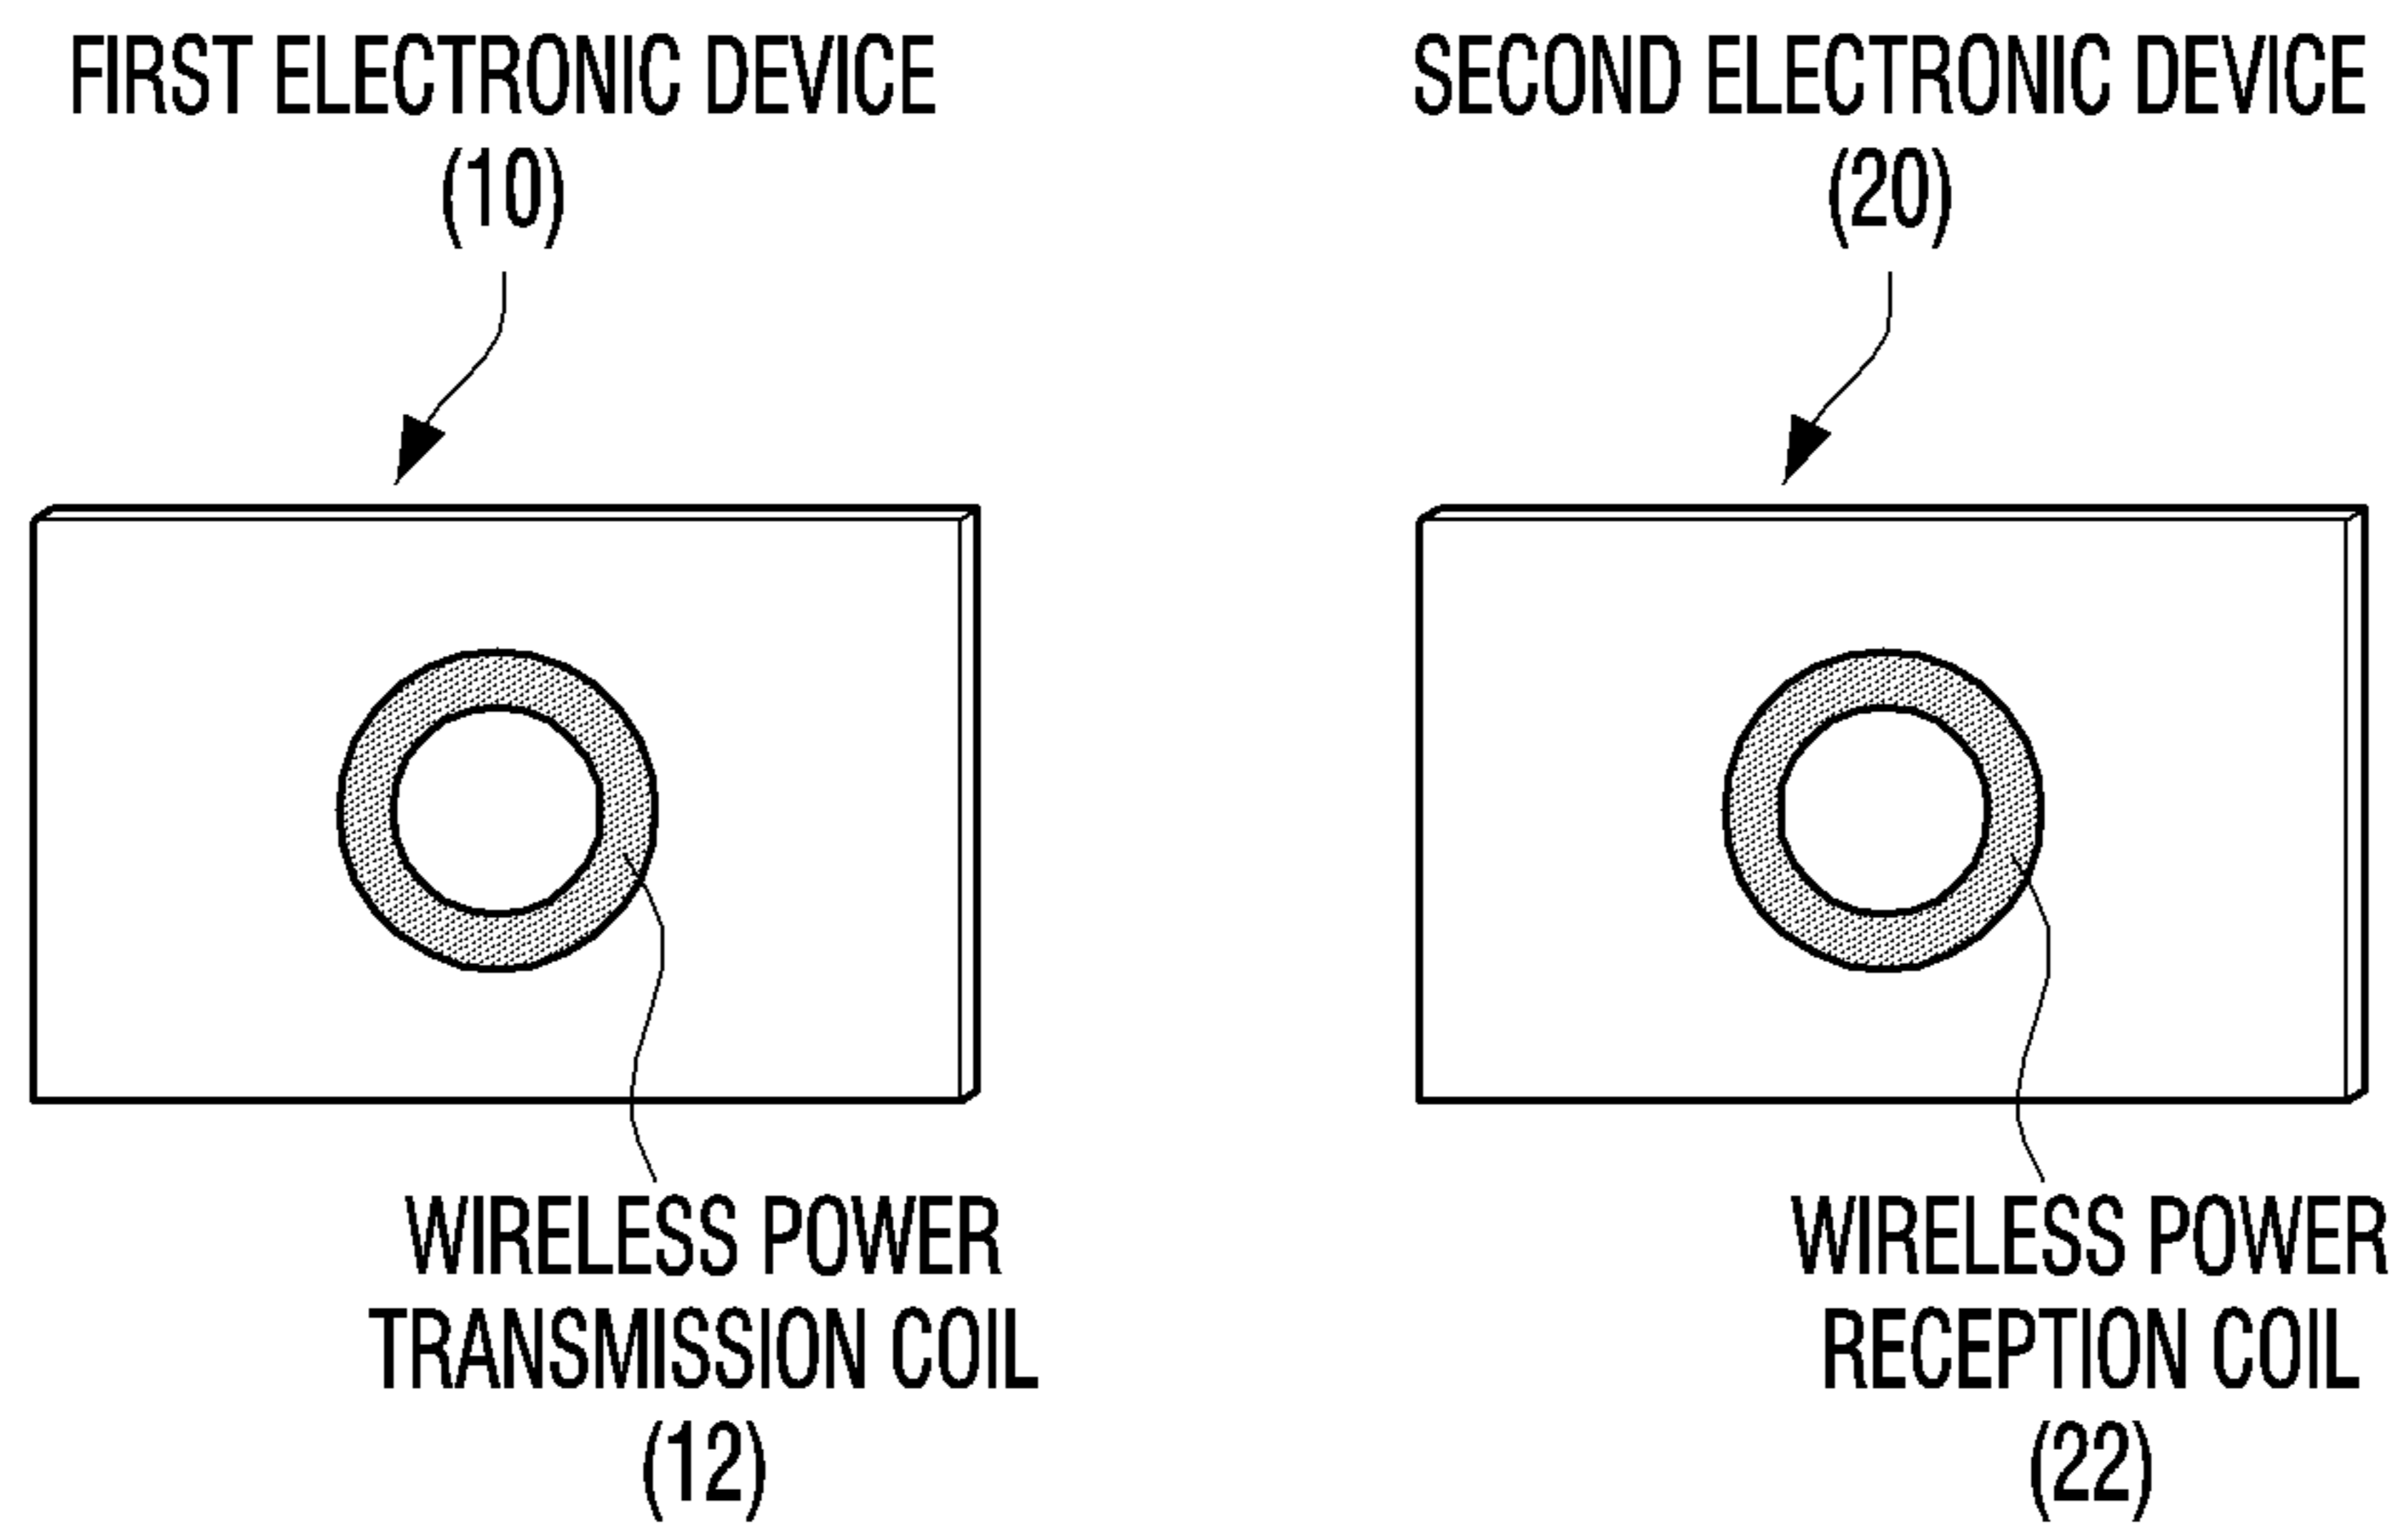 FIRST ELECTRONIC DEVICE
(10)
SECOND ELECTRONIC DEVICE
(20)
WIRELESS POWER
TRANSMISSION COIL
(12)
WIRELESS POWER
RECEPTION COIL
(22)